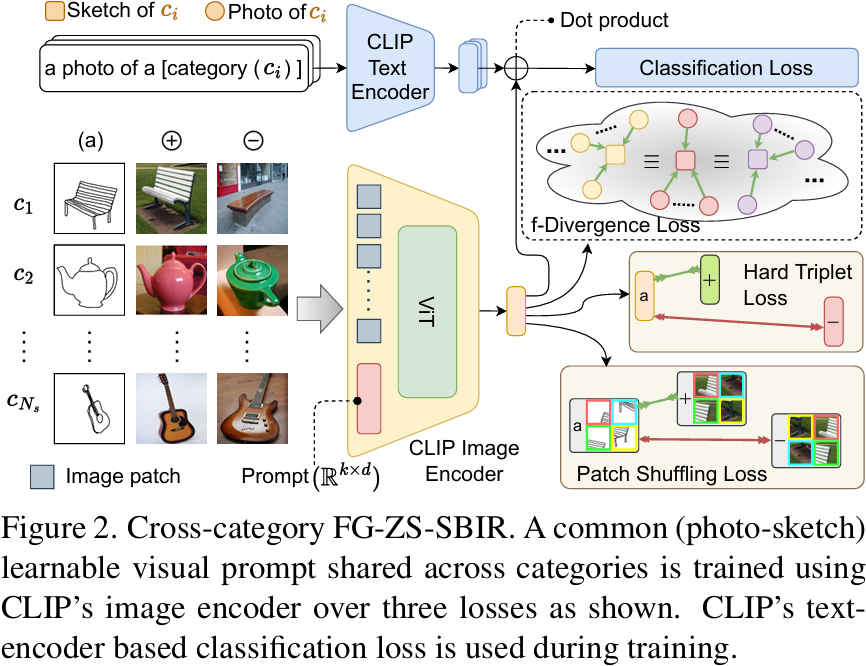 Sketch of c_i Photo of c_i
Dot product
a photo of a [category (c_i)]
CLIP
Text
Encoder
Classification Loss
(a) + −
c_1
c_2
c_{N_s}
ViT
f-Divergence Loss
≡ ≡
a + −
Hard Triplet
Loss
a + −
Patch Shuffling Loss
CLIP Image
Encoder
Image patch
Prompt (ℝ^{k×d})
Figure 2. Cross-category FG-ZS-SBIR. A common (photo-sketch)
learnable visual prompt shared across categories is trained using
CLIP's image encoder over three losses as shown. CLIP's text-
encoder based classification loss is used during training.